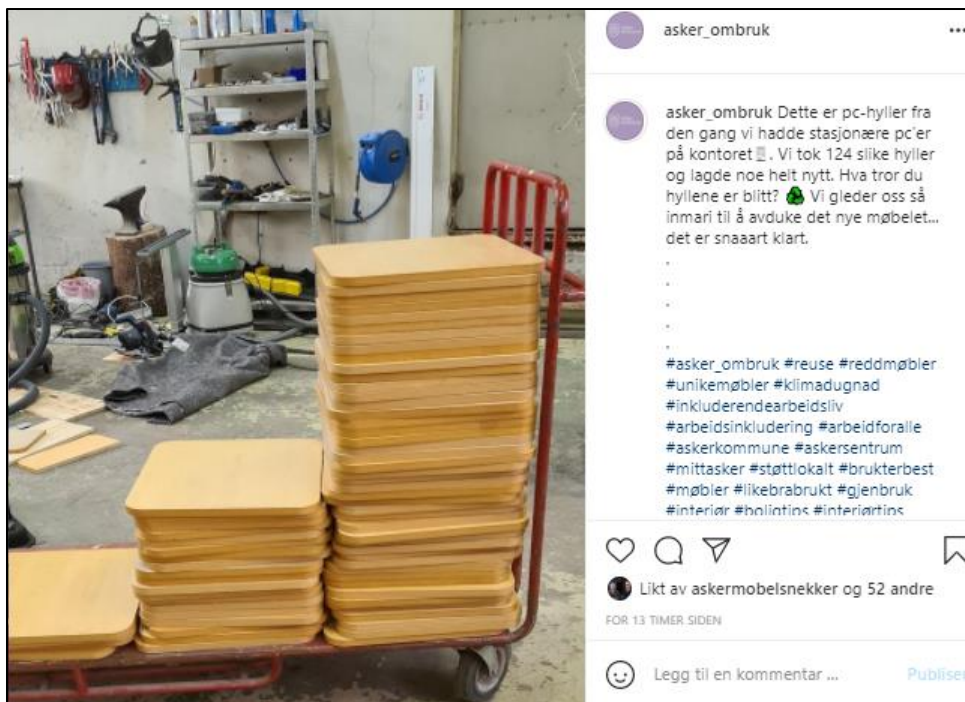 asker_ombruk
asker_ombruk Dette er pc-hyller fra
den gang vi hadde stasjonære pc'er
på kontoret. Vi tok 124 slike hyller
og lagde noe helt nytt. Hva tror du
hyllene er blitt? Vi gleder oss så
inmari til å avduke det nye møbelet...
det er snaaart klart.
.
.
.
.
.
#asker_ombruk #reuse #reddmøbler
#unikemøbler #klimadugnad
#inkluderendearbeidsliv
#arbeidsinkludering #arbeidforalle
#askerkommune #askersentrum
#mittasker #støttlokalt #brukterbest
#møbler #likebrabrukt #gjenbruk
#interiør #boligtips #interiørtips
Likt av askermobelsnekker og 52 andre
FOR 13 TIMER SIDEN
Legg til en kommentar ...
Publiser